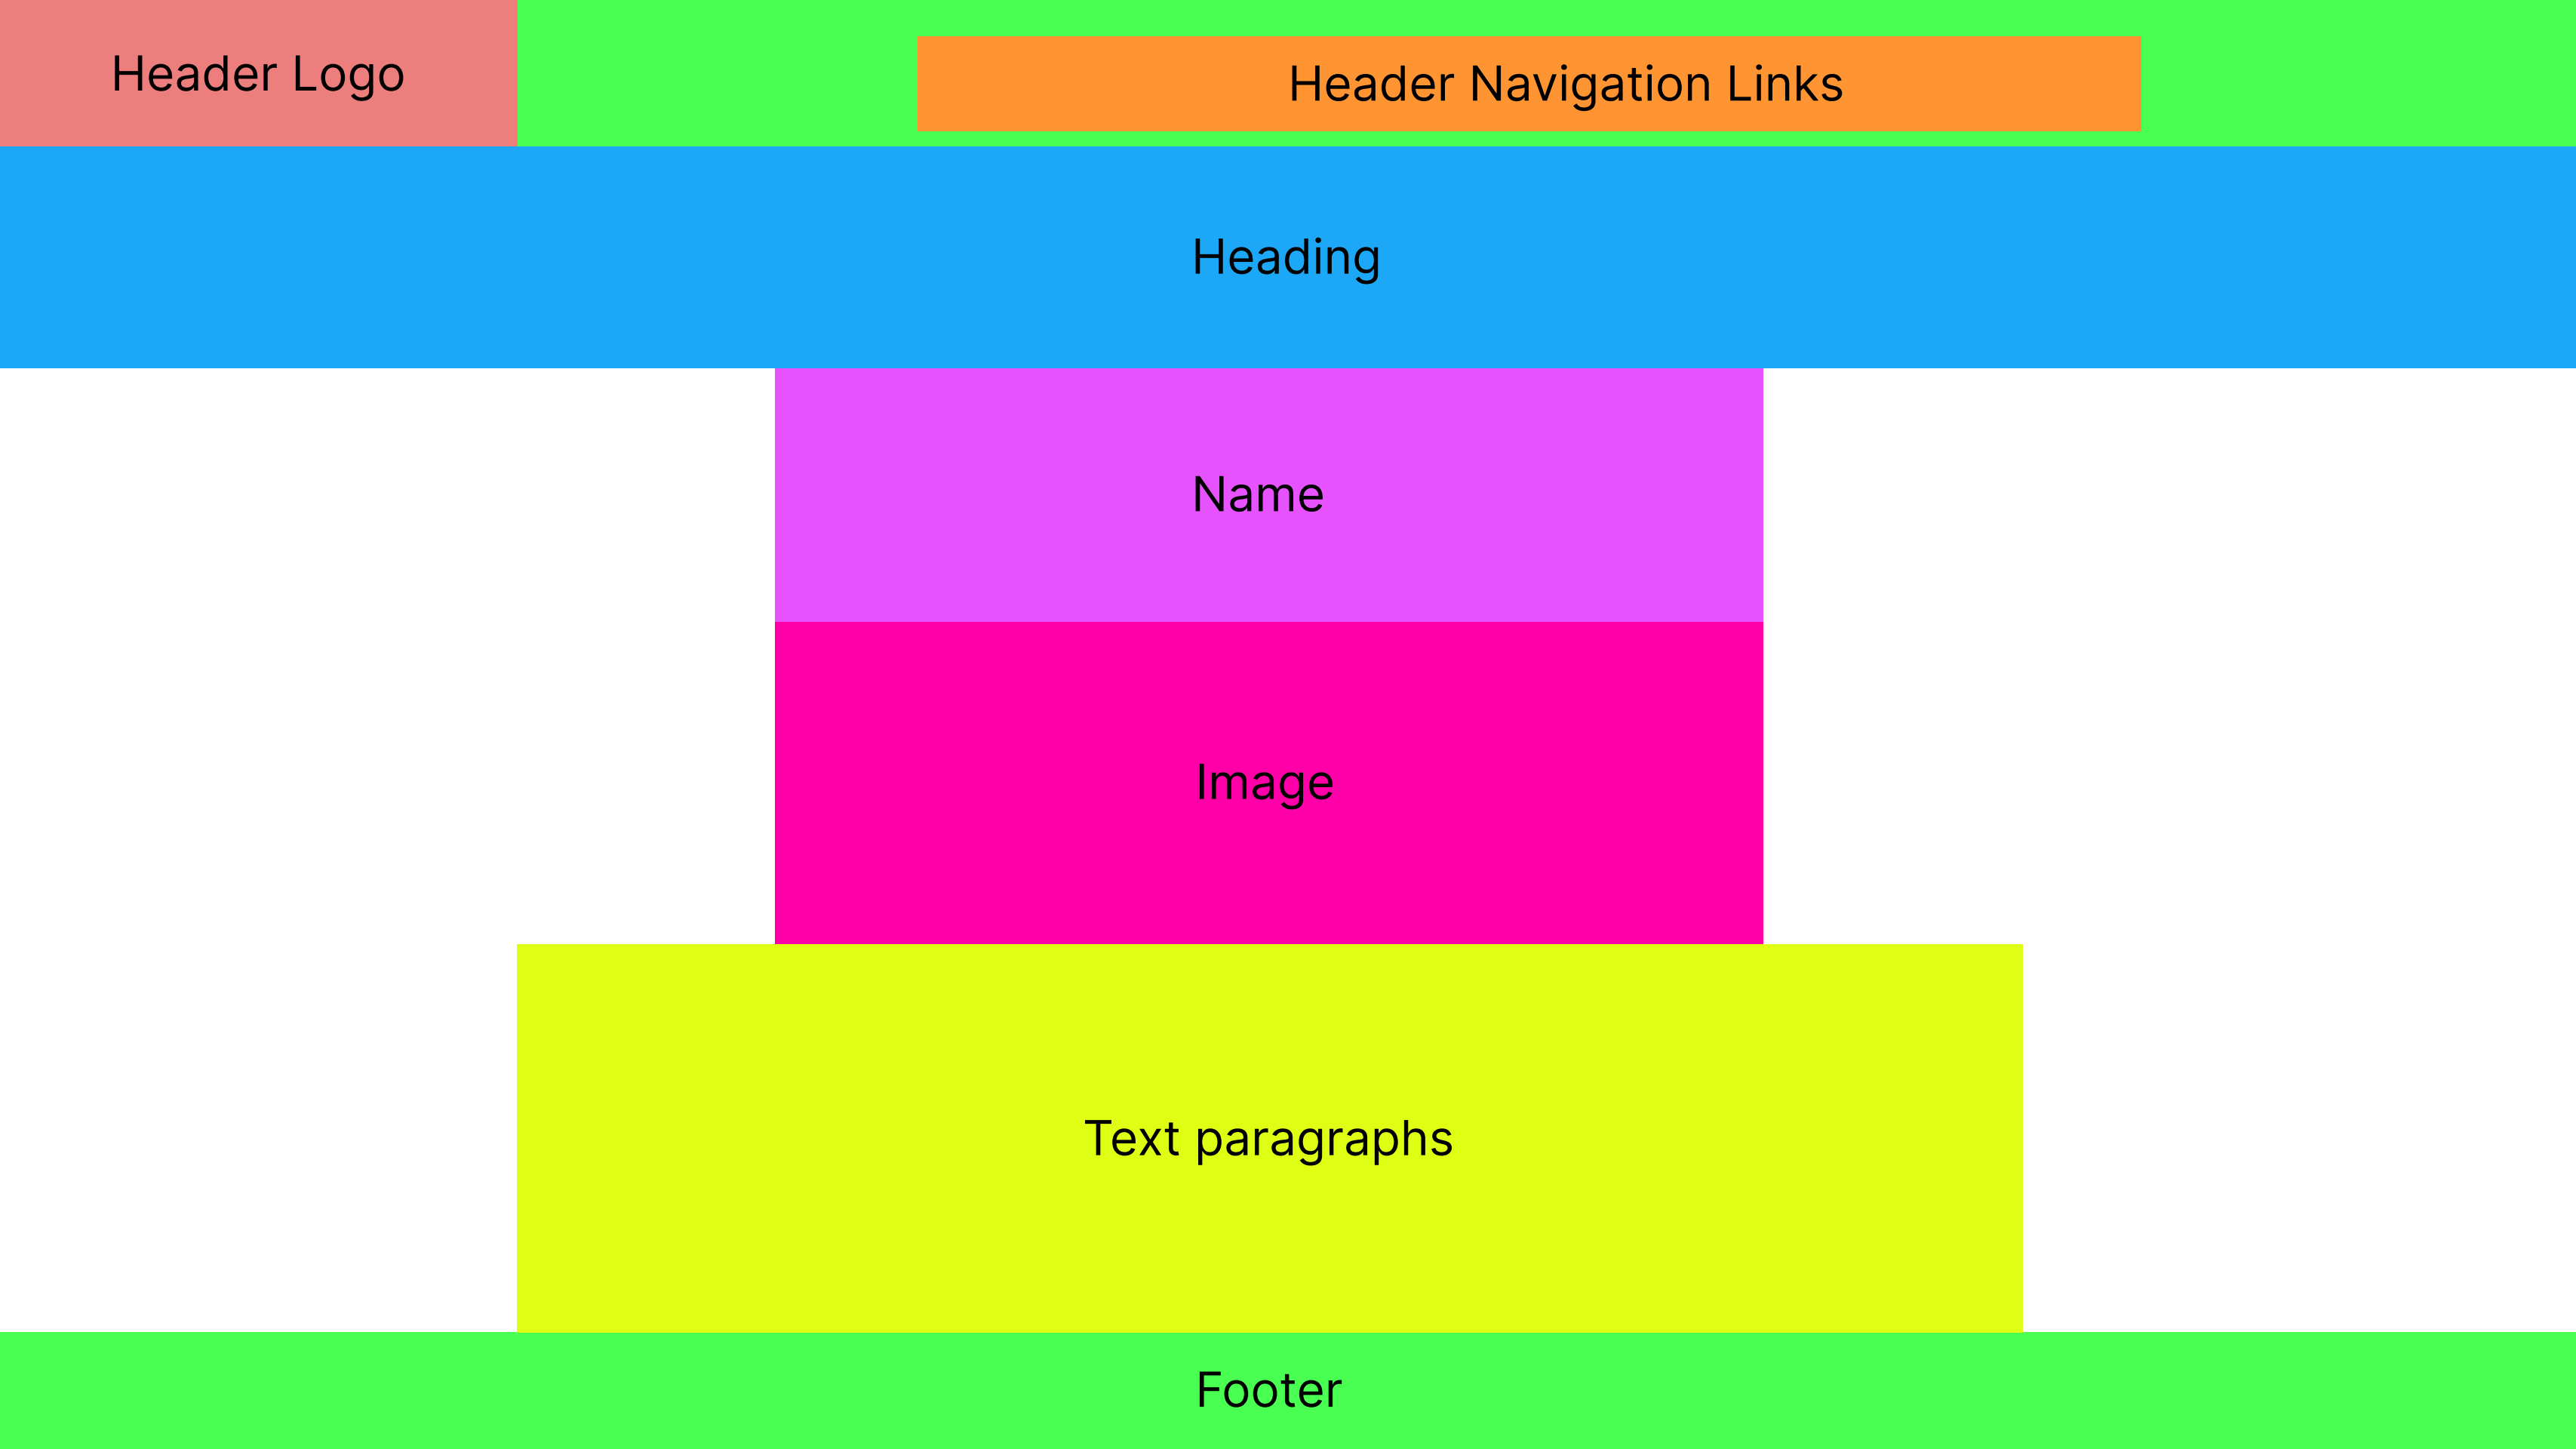 Header Logo
Header Navigation Links
Heading
Name
Image
Text paragraphs
Footer